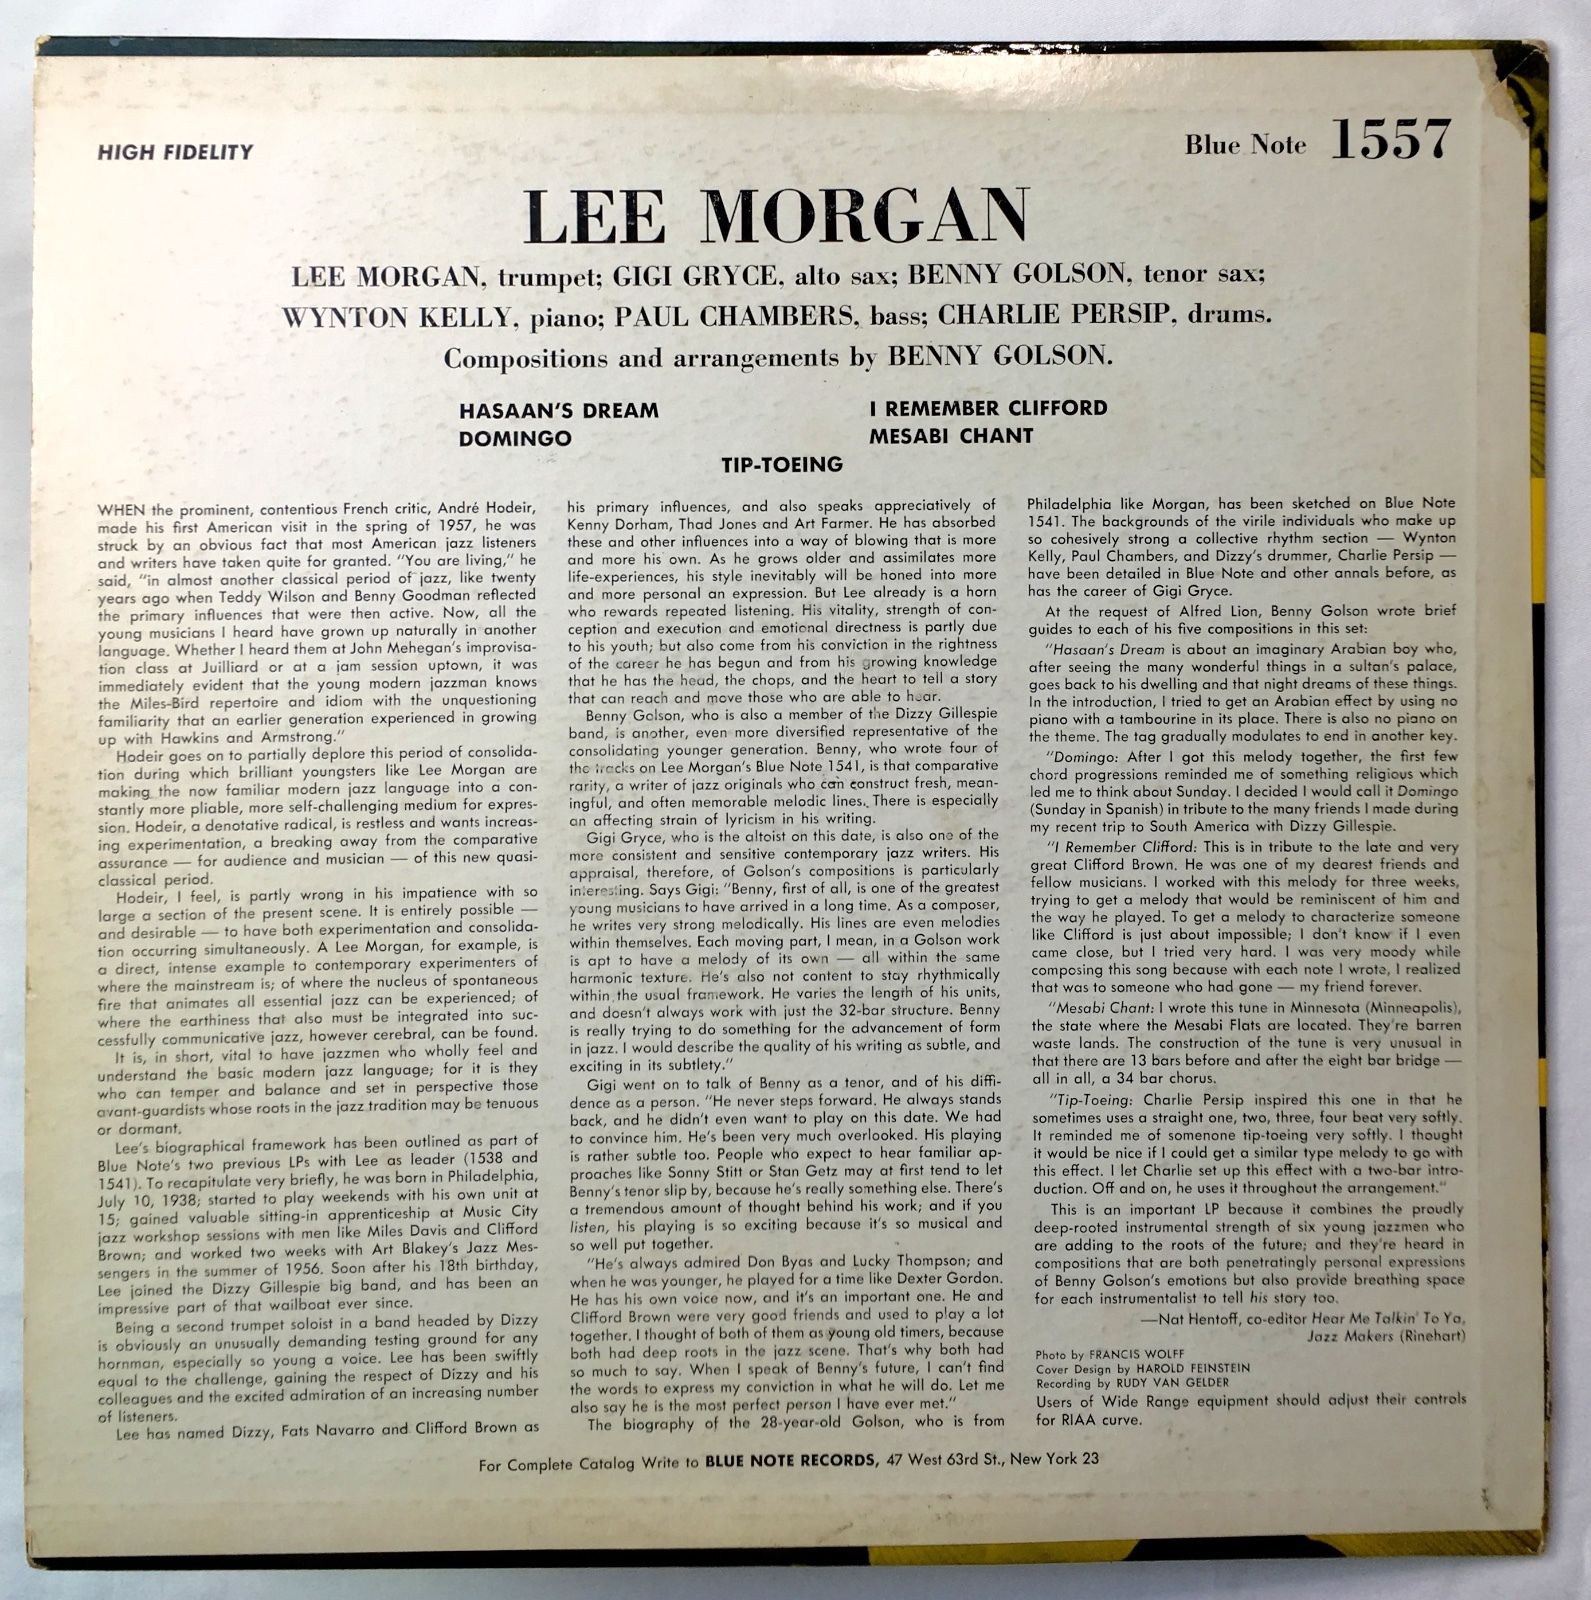 HIGH FIDELITY
Blue Note 1557
LEE MORGAN
LEE MORGAN, trumpet; GIGI GRYCE, alto sax; BENNY GOLSON, tenor sax;
WYNTON KELLY, piano; PAUL CHAMBERS, bass; CHARLIE PERSIP, drums.
Compositions and arrangements by BENNY GOLSON.
HASAAN'S DREAM
DOMINGO
I REMEMBER CLIFFORD
MESABI CHANT
TIP-TOEING
WHEN the prominent, contentious French critic, André Hodeir,
made his first American visit in the spring of 1957, he was
struck by an obvious fact that most American jazz listeners
and writers have taken quite for granted. "You are living," he
said, "in almost another classical period of jazz, like twenty
years ago when Teddy Wilson and Benny Goodman reflected
the primary influences that were then active. Now, all the
young musicians I heard have grown up naturally in another
language. Whether I heard them at John Mehegan's improvisa-
tion class at Juilliard or at a jam session uptown, it was
immediately evident that the young modern jazzman knows
the Miles-Bird repertoire and idiom with the unquestioning
familiarity that an earlier generation experienced in growing
up with Hawkins and Armstrong."
Hodeir goes on to partially deplore this period of consolida-
tion during which brilliant youngsters like Lee Morgan are
making the now familiar modern jazz language into a con-
stantly more pliable, more self-challenging medium for expres-
sion. Hodeir, a denotative radical, is restless and wants increas-
ing experimentation, a breaking away from the comparative
assurance — for audience and musician — of this new quasi-
classical period.
Hodeir, I feel, is partly wrong in his impatience with so
large a section of the present scene. It is entirely possible —
and desirable — to have both experimentation and consolida-
tion occurring simultaneously. A Lee Morgan, for example, is
a direct, intense example to contemporary experimenters of
where the mainstream is; of where the nucleus of spontaneous
fire that animates all essential jazz can be experienced; of
where the earthiness that also must be integrated into suc-
cessfully communicative jazz, however cerebral, can be found.
It is, in short, vital to have jazzmen who wholly feel and
understand the basic modern jazz language; for it is they
who can temper and balance and set in perspective those
avant-guardists whose roots in the jazz tradition may be tenuous
or dormant.
Lee's biographical framework has been outlined as part of
Blue Note's two previous LPs with Lee as leader (1538 and
1541). To recapitulate very briefly, he was born in Philadelphia,
July 10, 1938; started to play weekends with his own unit at
15; gained valuable sitting-in apprenticeship at Music City
jazz workshop sessions with men like Miles Davis and Clifford
Brown; and worked two weeks with Art Blakey's Jazz Mes-
sengers in the summer of 1956. Soon after his 18th birthday,
Lee joined the Dizzy Gillespie big band, and has been an
impressive part of that wailboat ever since.
Being a second trumpet soloist in a band headed by Dizzy
is obviously an unusually demanding testing ground for any
hornman, especially so young a voice. Lee has been swiftly
equal to the challenge, gaining the respect of Dizzy and his
colleagues and the excited admiration of an increasing number
of listeners.
Lee has named Dizzy, Fats Navarro and Clifford Brown as
his primary influences, and also speaks appreciatively of
Kenny Dorham, Thad Jones and Art Farmer. He has absorbed
these and other influences into a way of blowing that is more
and more his own. As he grows older and assimilates more
life-experiences, his style inevitably will be honed into more
and more personal an expression. But Lee already is a horn
who rewards repeated listening. His vitality, strength of con-
ception and execution and emotional directness is partly due
to his youth; but also come from his conviction in the rightness
of the career he has begun and from his growing knowledge
that he has the head, the chops, and the heart to tell a story
that can reach and move those who are able to hear.
Benny Golson, who is also a member of the Dizzy Gillespie
band, is another, even more diversified representative of the
consolidating younger generation. Benny, who wrote four of
the tracks on Lee Morgan's Blue Note 1541, is that comparative
rarity, a writer of jazz originals who can construct fresh, mean-
ingful, and often memorable melodic lines. There is especially
an affecting strain of lyricism in his writing.
Gigi Gryce, who is the altoist on this date, is also one of the
more consistent and sensitive contemporary jazz writers. His
appraisal, therefore, of Golson's compositions is particularly
interesting. Says Gigi: "Benny, first of all, is one of the greatest
young musicians to have arrived in a long time. As a composer,
he writes very strong melodically. His lines are even melodies
within themselves. Each moving part, I mean, in a Golson work
is apt to have a melody of its own — all within the same
harmonic texture. He's also not content to stay rhythmically
within the usual framework. He varies the length of his units,
and doesn't always work with just the 32-bar structure. Benny
is really trying to do something for the advancement of form
in jazz. I would describe the quality of his writing as subtle, and
exciting in its subtlety."
Gigi went on to talk of Benny as a tenor, and of his diffi-
dence as a person. "He never steps forward. He always stands
back, and he didn't even want to play on this date. We had
to convince him. He's been very much overlooked. His playing
is rather subtle too. People who expect to hear familiar ap-
proaches like Sonny Stitt or Stan Getz may at first tend to let
Benny's tenor slip by, because he's really something else. There's
a tremendous amount of thought behind his work; and if you
listen, his playing is so exciting because it's so musical and
so well put together.
"He's always admired Don Byas and Lucky Thompson; and
when he was younger, he played for a time like Dexter Gordon.
He has his own voice now, and it's an important one. He and
Clifford Brown were very good friends and used to play a lot
together. I thought of both of them as young old timers, because
both had deep roots in the jazz scene. That's why both had
so much to say. When I speak of Benny's future, I can't find
the words to express my conviction in what he will do. Let me
also say he is the most perfect person I have ever met."
The biography of the 28-year-old Golson, who is from
Philadelphia like Morgan, has been sketched on Blue Note
1541. The backgrounds of the virile individuals who make up
so cohesively strong a collective rhythm section — Wynton
Kelly, Paul Chambers, and Dizzy's drummer, Charlie Persip —
have been detailed in Blue Note and other annals before, as
has the career of Gigi Gryce.
At the request of Alfred Lion, Benny Golson wrote brief
guides to each of his five compositions in this set:
"Hasaan's Dream is about an imaginary Arabian boy who,
after seeing the many wonderful things in a sultan's palace,
goes back to his dwelling and that night dreams of these things.
In the introduction, I tried to get an Arabian effect by using no
piano with a tambourine in its place. There is also no piano on
the theme. The tag gradually modulates to end in another key.
"Domingo: After I got this melody together, the first few
chord progressions reminded me of something religious which
led me to think about Sunday. I decided I would call it Domingo
(Sunday in Spanish) in tribute to the many friends I made during
my recent trip to South America with Dizzy Gillespie.
"I Remember Clifford: This is in tribute to the late and very
great Clifford Brown. He was one of my dearest friends and
fellow musicians. I worked with this melody for three weeks,
trying to get a melody that would be reminiscent of him and
the way he played. To get a melody to characterize someone
like Clifford is just about impossible; I don't know if I even
came close, but I tried very hard. I was very moody while
composing this song because with each note I wrote, I realized
that was to someone who had gone — my friend forever.
"Mesabi Chant: I wrote this tune in Minnesota (Minneapolis),
the state where the Mesabi Flats are located. They're barren
waste lands. The construction of the tune is very unusual in
that there are 13 bars before and after the eight bar bridge —
all in all, a 34 bar chorus.
"Tip-Toeing: Charlie Persip inspired this one in that he
sometimes uses a straight one, two, three, four beat very softly.
It reminded me of somenone tip-toeing very softly. I thought
it would be nice if I could get a similar type melody to go with
this effect. I let Charlie set up this effect with a two-bar intro-
duction. Off and on, he uses it throughout the arrangement."
This is an important LP because it combines the proudly
deep-rooted instrumental strength of six young jazzmen who
are adding to the roots of the future; and they're heard in
compositions that are both penetratingly personal expressions
of Benny Golson's emotions but also provide breathing space
for each instrumentalist to tell his story too.
—Nat Hentoff, co-editor Hear Me Talkin' To Ya,
Jazz Makers (Rinehart)
Photo by FRANCIS WOLFF
Cover Design by HAROLD FEINSTEIN
Recording by RUDY VAN GELDER
Users of Wide Range equipment should adjust their controls
for RIAA curve.
For Complete Catalog Write to BLUE NOTE RECORDS, 47 West 63rd St., New York 23